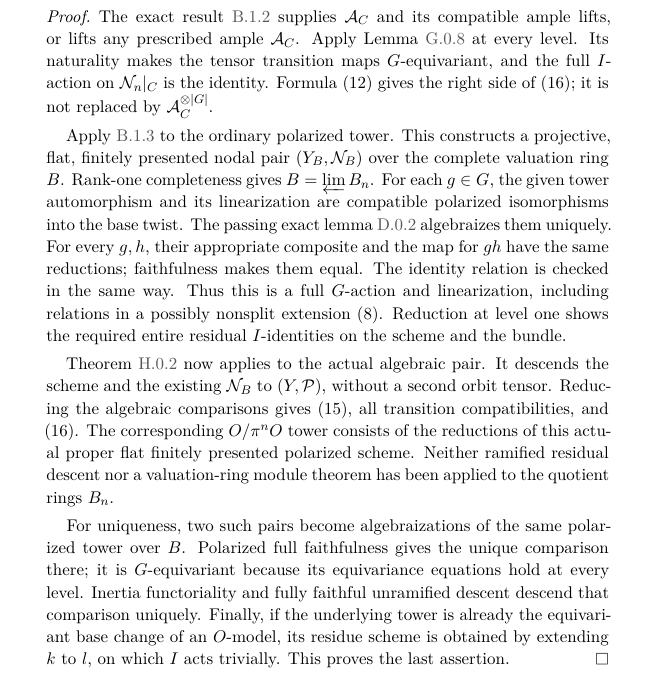 Proof. The exact result B.1.2 supplies 𝒜_C and its compatible ample lifts,
or lifts any prescribed ample 𝒜_C. Apply Lemma G.0.8 at every level. Its
naturality makes the tensor transition maps G-equivariant, and the full I-
action on 𝒩_n|_C is the identity. Formula (12) gives the right side of (16); it is
not replaced by 𝒜_C^{⊗|G|}.
Apply B.1.3 to the ordinary polarized tower. This constructs a projective,
flat, finitely presented nodal pair (Y_B, 𝒩_B) over the complete valuation ring
B. Rank-one completeness gives B = lim← B_n. For each g ∈ G, the given tower
automorphism and its linearization are compatible polarized isomorphisms
into the base twist. The passing exact lemma D.0.2 algebraizes them uniquely.
For every g, h, their appropriate composite and the map for gh have the same
reductions; faithfulness makes them equal. The identity relation is checked
in the same way. Thus this is a full G-action and linearization, including
relations in a possibly nonsplit extension (8). Reduction at level one shows
the required entire residual I-identities on the scheme and the bundle.
Theorem H.0.2 now applies to the actual algebraic pair. It descends the
scheme and the existing 𝒩_B to (Y, 𝒫), without a second orbit tensor. Reduc-
ing the algebraic comparisons gives (15), all transition compatibilities, and
(16). The corresponding O/π^nO tower consists of the reductions of this actu-
al proper flat finitely presented polarized scheme. Neither ramified residual
descent nor a valuation-ring module theorem has been applied to the quotient
rings B_n.
For uniqueness, two such pairs become algebraizations of the same polar-
ized tower over B. Polarized full faithfulness gives the unique comparison
there; it is G-equivariant because its equivariance equations hold at every
level. Inertia functoriality and fully faithful unramified descent descend that
comparison uniquely. Finally, if the underlying tower is already the equivari-
ant base change of an O-model, its residue scheme is obtained by extending
k to l, on which I acts trivially. This proves the last assertion. □